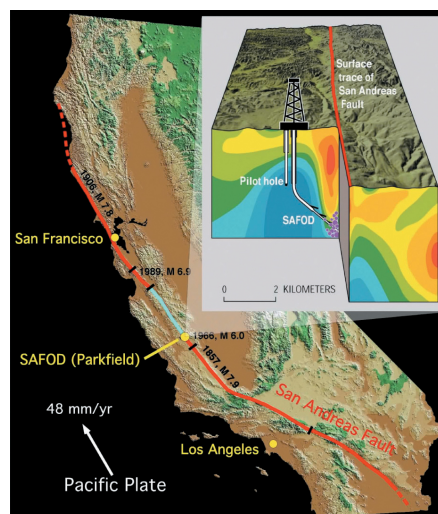 Surface
trace of
San Andreas
Fault
Pilot hole
SAFOD
0 2 KILOMETERS
1906, M 7.8
San Francisco
1989, M 6.9
1966, M 6.0
SAFOD (Parkfield)
1857, M 7.9
San Andreas Fault
48 mm/yr
Los Angeles
Pacific Plate